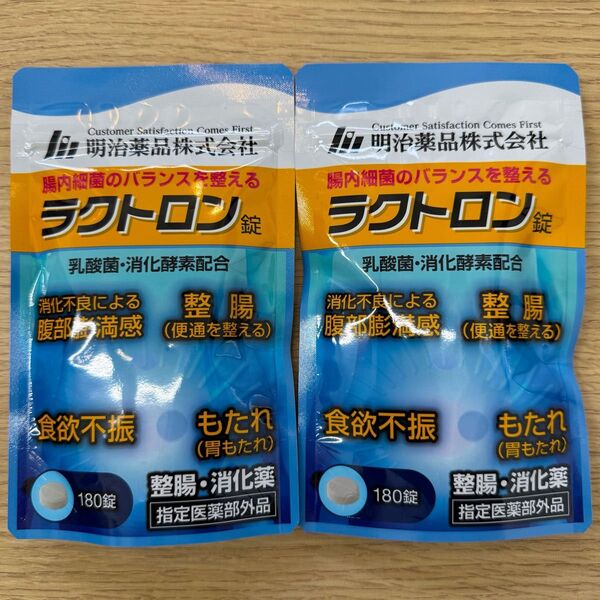 Customer Satisfaction Comes First
明治薬品株式会社
腸内細菌のバランスを整える
ラクトロン錠
乳酸菌・消化酵素配合
消化不良による
腹部膨満感
整腸
(便通を整える)
食欲不振
もたれ
(胃もたれ)
180錠
整腸・消化薬
指定医薬部外品
Customer Satisfaction Comes First
明治薬品株式会社
腸内細菌のバランスを整える
ラクトロン錠
乳酸菌・消化酵素配合
消化不良による
腹部膨満感
整腸
(便通を整える)
食欲不振
もたれ
(胃もたれ)
180錠
整腸・消化薬
指定医薬部外品